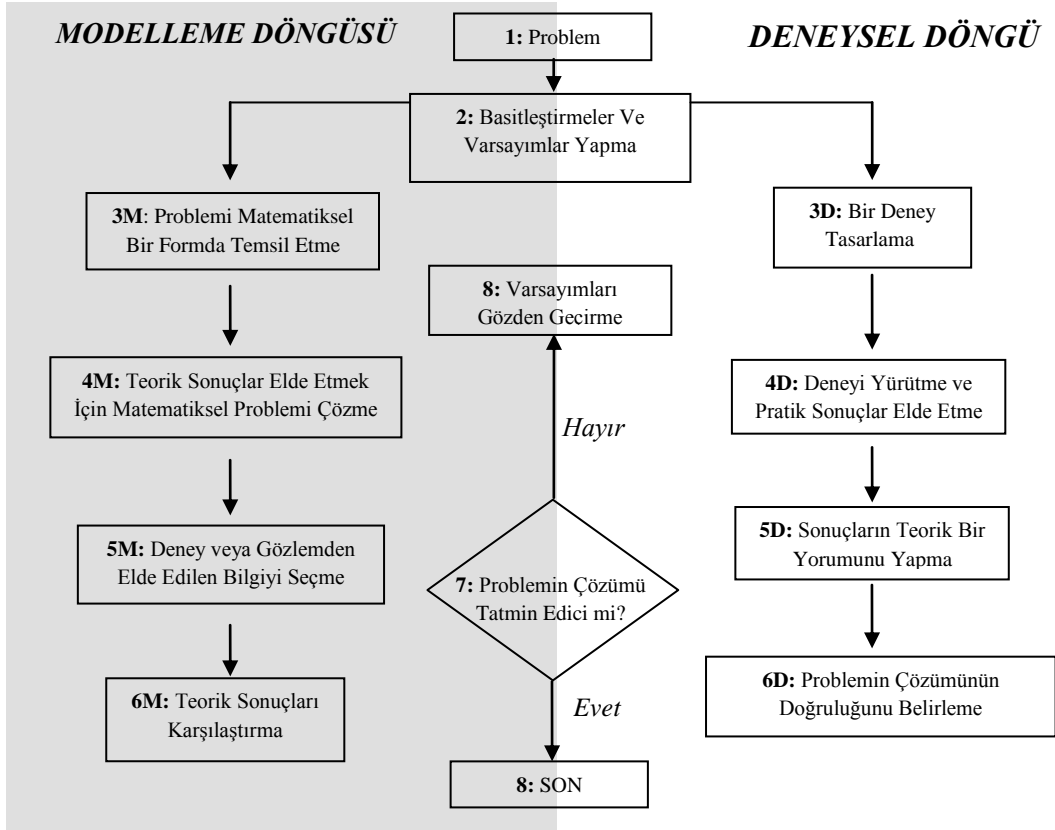 MODELLEME DÖNGÜSÜ
DENEYSEL DÖNGÜ
1: Problem
2: Basitleştirmeler Ve
Varsayımlar Yapma
3M: Problemi Matematiksel
Bir Formda Temsil Etme
4M: Teorik Sonuçlar Elde Etmek
İçin Matematiksel Problemi Çözme
5M: Deney veya Gözlemden
Elde Edilen Bilgiyi Seçme
6M: Teorik Sonuçları
Karşılaştırma
8: Varsayımları
Gözden Gecirme
Hayır
7: Problemin Çözümü
Tatmin Edici mi?
Evet
8: SON
3D: Bir Deney
Tasarlama
4D: Deneyi Yürütme ve
Pratik Sonuçlar Elde Etme
5D: Sonuçların Teorik Bir
Yorumunu Yapma
6D: Problemin Çözümünün
Doğruluğunu Belirleme